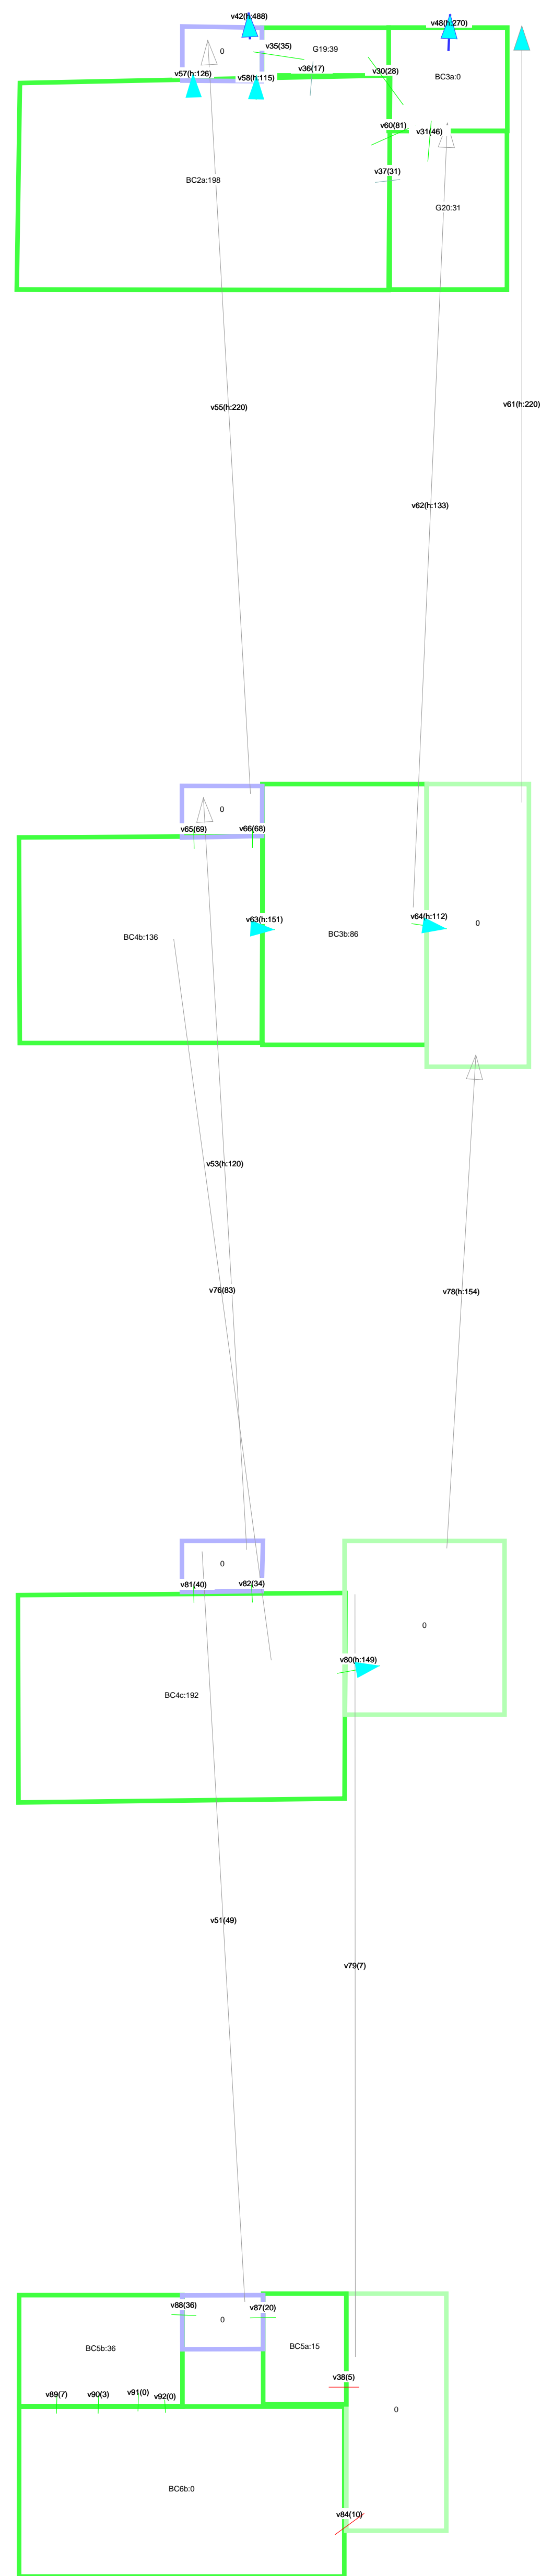 v42(h:488)
v48(h:270)
v35(35)
G19:39
0
v57(h:126)
v58(h:115)
v36(17)
v30(28)
BC3a:0
v60(81)
v31(46)
BC2a:198
v37(31)
G20:31
v55(h:220)
v61(h:220)
v62(h:133)
0
v65(69)
v66(68)
v63(h:151)
v64(h:112)
0
BC4b:136
BC3b:86
v53(h:120)
v76(83)
v78(h:154)
0
v81(40)
v82(34)
0
v80(h:149)
BC4c:192
v51(49)
v79(7)
v88(36)
v87(20)
0
BC5b:36
BC5a:15
v38(5)
v89(7)
v90(3)
v91(0)
v92(0)
0
BC6b:0
v84(10)